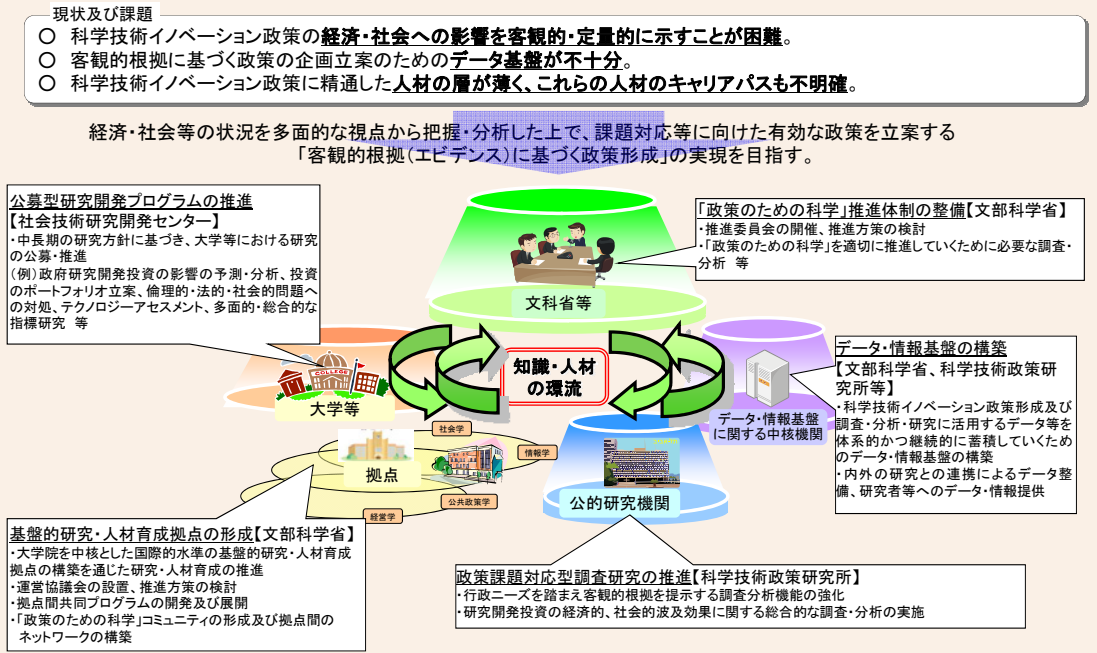 現状及び課題
○ 科学技術イノベーション政策の経済・社会への影響を客観的・定量的に示すことが困難。
○ 客観的根拠に基づく政策の企画立案のためのデータ基盤が不十分。
○ 科学技術イノベーション政策に精通した人材の層が薄く、これらの人材のキャリアパスも不明確。
経済・社会等の状況を多面的な視点から把握・分析した上で、課題対応等に向けた有効な政策を立案する
「客観的根拠(エビデンス)に基づく政策形成」の実現を目指す。
公募型研究開発プログラムの推進
【社会技術研究開発センター】
・中長期の研究方針に基づき、大学等における研究
の公募・推進
(例)政府研究開発投資の影響の予測・分析、投資
のポートフォリオ立案、倫理的・法的・社会的問題へ
の対処、テクノロジーアセスメント、多面的・総合的な
指標研究 等
「政策のための科学」推進体制の整備【文部科学省】
・推進委員会の開催、推進方策の検討
・「政策のための科学」を適切に推進していくために必要な調査・
分析 等
文科省等
COLLEGE
大学等
知識・人材
の環流
データ・情報基盤
に関する中核機関
データ・情報基盤の構築
【文部科学省、科学技術政策研
究所等】
・科学技術イノベーション政策形成及び
調査・分析・研究に活用するデータ等を
体系的かつ継続的に蓄積していくため
のデータ・情報基盤の構築
・内外の研究との連携によるデータ整
備、研究者等へのデータ・情報提供
社会学
情報学
拠点
公共政策学
経営学
公的研究機関
基盤的研究・人材育成拠点の形成【文部科学省】
・大学院を中核とした国際的水準の基盤的研究・人材育成
拠点の構築を通じた研究・人材育成の推進
・運営協議会の設置、推進方策の検討
・拠点間共同プログラムの開発及び展開
・「政策のための科学」コミュニティの形成及び拠点間の
ネットワークの構築
政策課題対応型調査研究の推進【科学技術政策研究所】
・行政ニーズを踏まえ客観的根拠を提示する調査分析機能の強化
・研究開発投資の経済的、社会的波及効果に関する総合的な調査・分析の実施